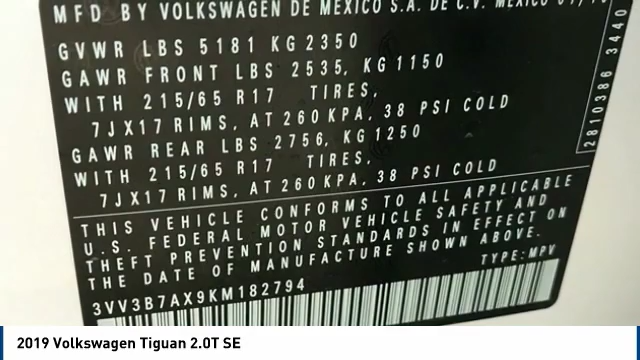 MFD BY VOLKSWAGEN DE MEXICO S.A. DE C.V. MEXICO
GVWR LBS 5181 KG 2350
GAWR FRONT LBS 2535, KG 1150
WITH 215/65 R17 TIRES,
7JX17 RIMS, AT 260 KPA, 38 PSI COLD
GAWR REAR LBS 2756, KG 1250
WITH 215/65 R17 TIRES,
7JX17 RIMS, AT 260 KPA, 38 PSI COLD
THIS VEHICLE CONFORMS TO ALL APPLICABLE
U.S. FEDERAL MOTOR VEHICLE SAFETY AND
THEFT PREVENTION STANDARDS IN EFFECT ON
THE DATE OF MANUFACTURE SHOWN ABOVE.
3VV3B7AX9KM182794 TYPE: MPV
2810386 3440
2019 Volkswagen Tiguan 2.0T SE